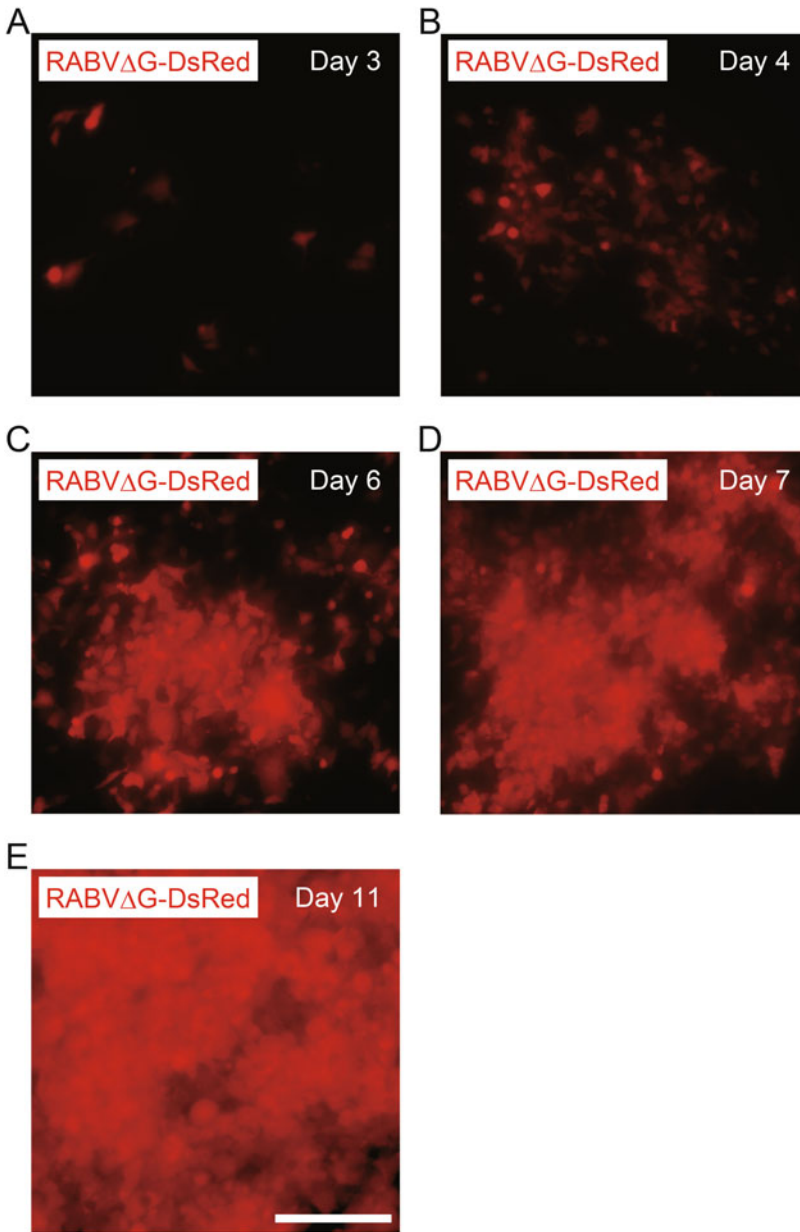 A
RABVΔG-DsRed Day 3
B
RABVΔG-DsRed Day 4
C
RABVΔG-DsRed Day 6
D
RABVΔG-DsRed Day 7
E
RABVΔG-DsRed Day 11